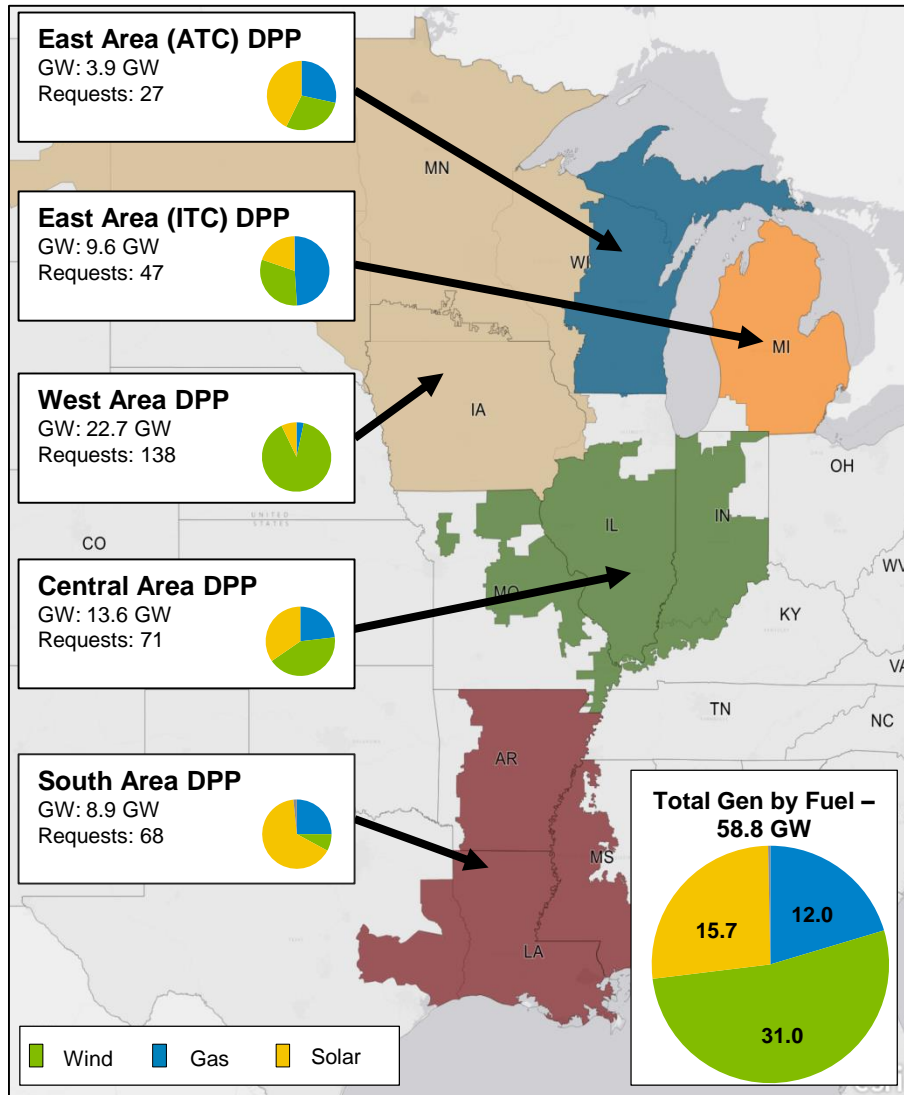 East Area (ATC) DPP
GW: 3.9 GW
Requests: 27
East Area (ITC) DPP
GW: 9.6 GW
Requests: 47
West Area DPP
GW: 22.7 GW
Requests: 138
Central Area DPP
GW: 13.6 GW
Requests: 71
South Area DPP
GW: 8.9 GW
Requests: 68
MN
WI
MI
IA
OH
UNITED
STATES
CO
IL
IN
MO
WV
KY
VA
TN
NC
AR
MS
LA
Total Gen by Fuel –
58.8 GW
15.7
12.0
31.0
Wind
Gas
Solar